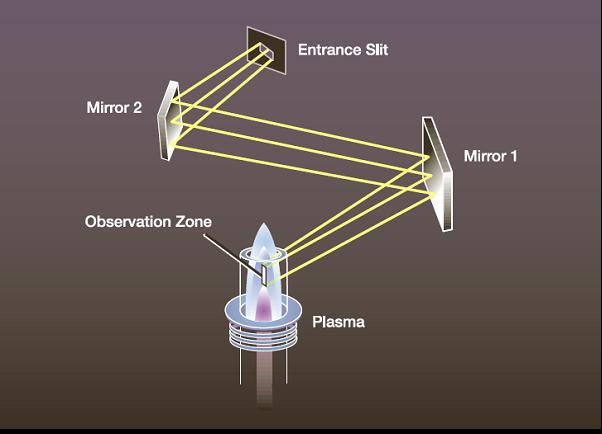 Entrance Slit
Mirror 2
Mirror 1
Observation Zone
Plasma